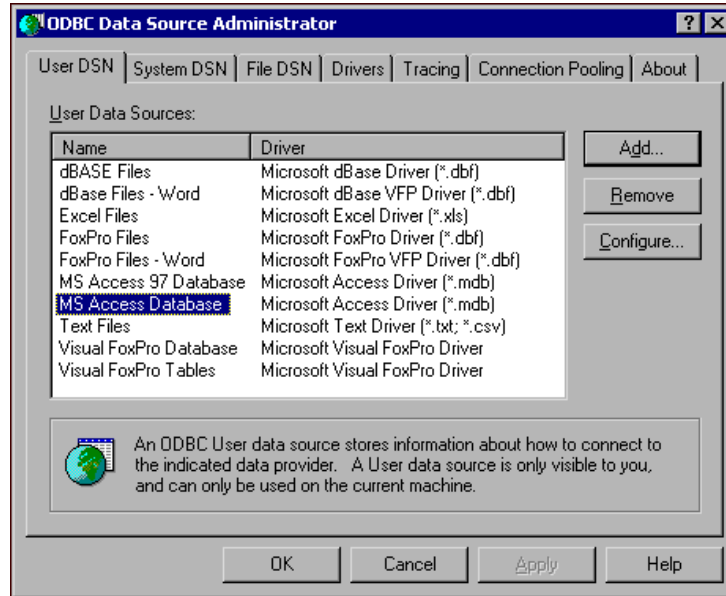 ODBC Data Source Administrator
User DSN System DSN File DSN Drivers Tracing Connection Pooling About
User Data Sources:
Name Driver
dBASE Files Microsoft dBase Driver (*.dbf)
dBase Files - Word Microsoft dBase VFP Driver (*.dbf)
Excel Files Microsoft Excel Driver (*.xls)
FoxPro Files Microsoft FoxPro Driver (*.dbf)
FoxPro Files - Word Microsoft FoxPro VFP Driver (*.dbf)
MS Access 97 Database Microsoft Access Driver (*.mdb)
MS Access Database Microsoft Access Driver (*.mdb)
Text Files Microsoft Text Driver (*.txt; *.csv)
Visual FoxPro Database Microsoft Visual FoxPro Driver
Visual FoxPro Tables Microsoft Visual FoxPro Driver
Add...
Remove
Configure...
An ODBC User data source stores information about how to connect to
the indicated data provider. A User data source is only visible to you,
and can only be used on the current machine.
OK Cancel Apply Help